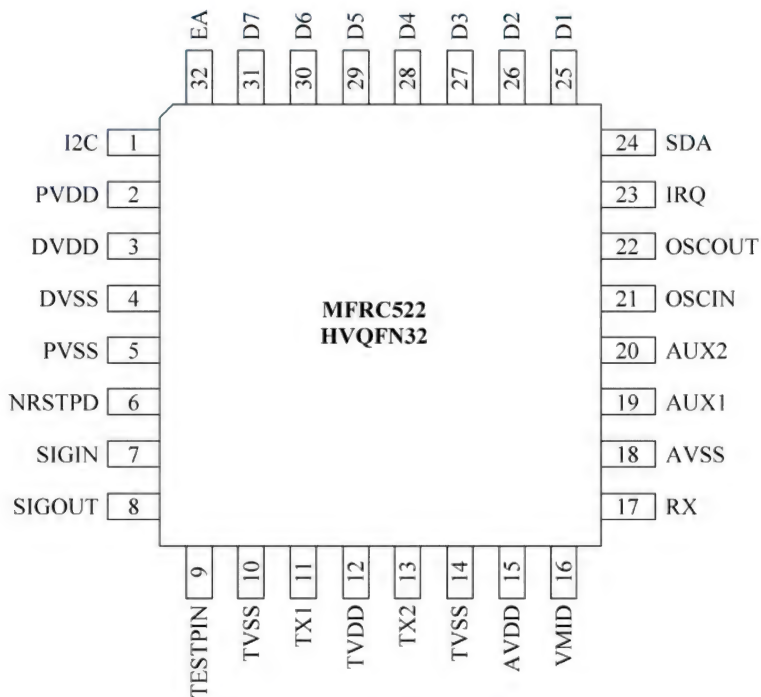 EA D7 D6 D5 D4 D3 D2 D1
32 31 30 29 28 27 26 25
I2C 1
PVDD 2
DVDD 3
DVSS 4
PVSS 5
NRSTPD 6
SIGIN 7
SIGOUT 8
MFRC522
HVQFN32
24 SDA
23 IRQ
22 OSCOUT
21 OSCIN
20 AUX2
19 AUX1
18 AVSS
17 RX
9 10 11 12 13 14 15 16
TESTPIN TVSS TX1 TVDD TX2 TVSS AVDD VMID